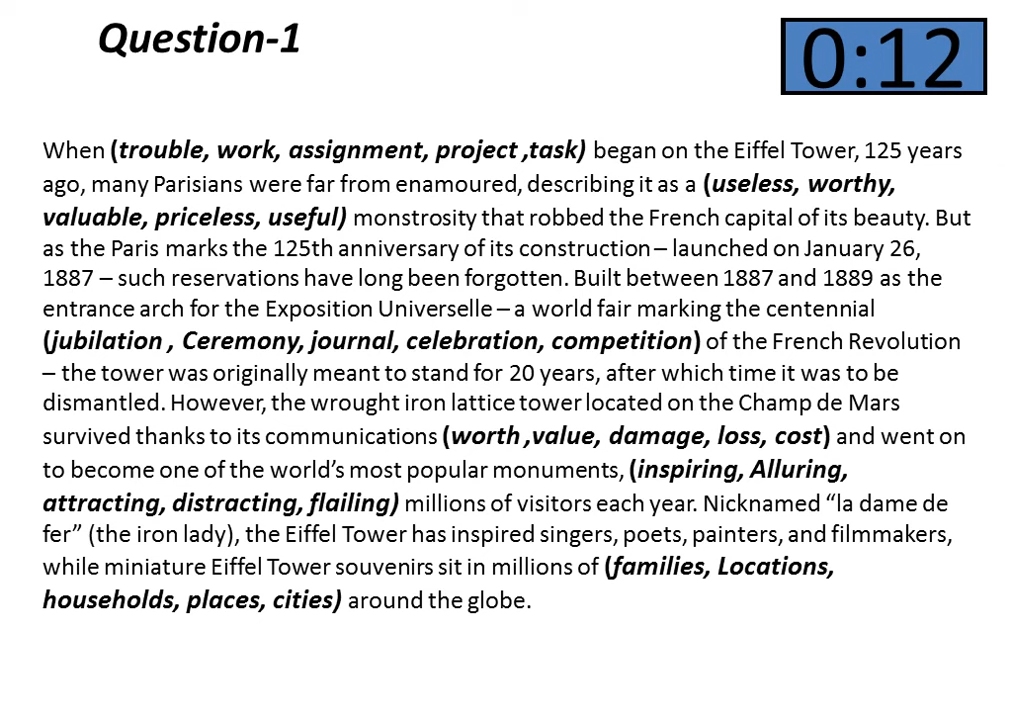 Question-1
0:12
When (trouble, work, assignment, project ,task) began on the Eiffel Tower, 125 years
ago, many Parisians were far from enamoured, describing it as a (useless, worthy,
valuable, priceless, useful) monstrosity that robbed the French capital of its beauty. But
as the Paris marks the 125th anniversary of its construction – launched on January 26,
1887 – such reservations have long been forgotten. Built between 1887 and 1889 as the
entrance arch for the Exposition Universelle – a world fair marking the centennial
(jubilation , Ceremony, journal, celebration, competition) of the French Revolution
– the tower was originally meant to stand for 20 years, after which time it was to be
dismantled. However, the wrought iron lattice tower located on the Champ de Mars
survived thanks to its communications (worth ,value, damage, loss, cost) and went on
to become one of the world’s most popular monuments, (inspiring, Alluring,
attracting, distracting, flailing) millions of visitors each year. Nicknamed “la dame de
fer” (the iron lady), the Eiffel Tower has inspired singers, poets, painters, and filmmakers,
while miniature Eiffel Tower souvenirs sit in millions of (families, Locations,
households, places, cities) around the globe.